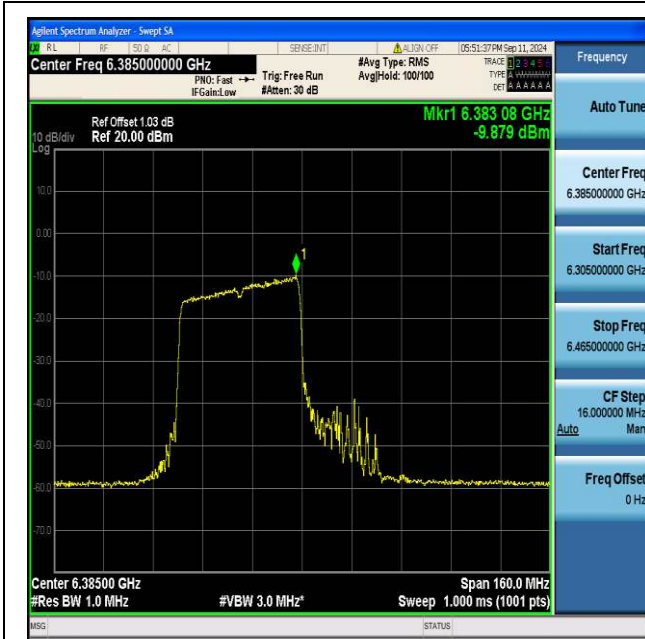 Agilent Spectrum Analyzer - Swept SA
RL RF 50 Ω AC SENSE:INT ALIGN OFF 05:51:37 PM Sep 11, 2024
Center Freq 6.385000000 GHz
PNO: Fast
IFGain:Low
Trig: Free Run
#Atten: 30 dB
#Avg Type: RMS
Avg|Hold: 100/100
TRACE 1 2 3 4 5 6
TYPE A WWWWW
DET A A A A A A
Ref Offset 1.03 dB
10 dB/div Ref 20.00 dBm
Log
Mkr1 6.383 08 GHz
-9.879 dBm
10.0
0.00
1
-10.0
-20.0
-30.0
-40.0
-50.0
-60.0
-70.0
Center 6.38500 GHz
Span 160.0 MHz
#Res BW 1.0 MHz
#VBW 3.0 MHz*
Sweep 1.000 ms (1001 pts)
MSG
STATUS
Frequency
Auto Tune
Center Freq
6.385000000 GHz
Start Freq
6.305000000 GHz
Stop Freq
6.465000000 GHz
CF Step
16.000000 MHz
Auto Man
Freq Offset
0 Hz